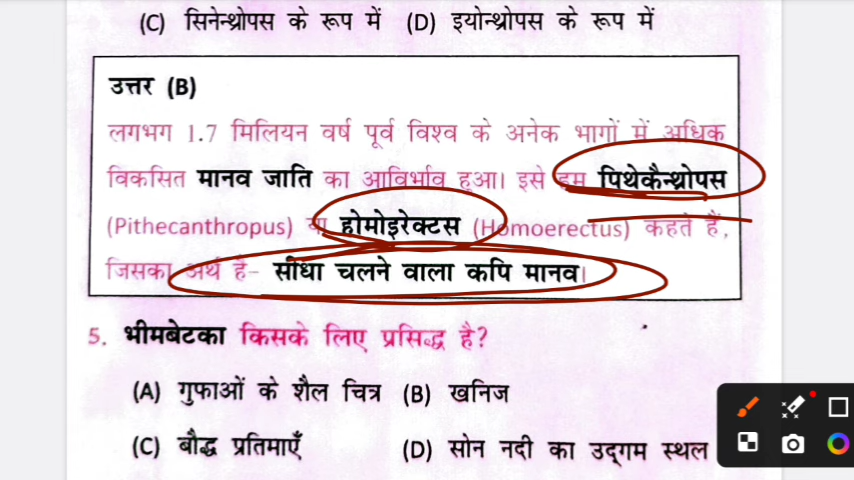 (C) सिनेन्थ्रोपस के रूप में (D) इयोन्थ्रोपस के रूप में
उत्तर (B)
लगभग 1.7 मिलियन वर्ष पूर्व विश्व के अनेक भागों में अधिक
विकसित मानव जाति का आविर्भाव हुआ। इसे हम पिथेकैन्थ्रोपस
(Pithecanthropus) या होमोइरेक्टस (Homoerectus) कहते हैं,
जिसका अर्थ है- सीधा चलने वाला कपि मानव।
5. भीमबेटका किसके लिए प्रसिद्ध है?
(A) गुफाओं के शैल चित्र (B) खनिज
(C) बौद्ध प्रतिमाएँ (D) सोन नदी का उद्गम स्थल